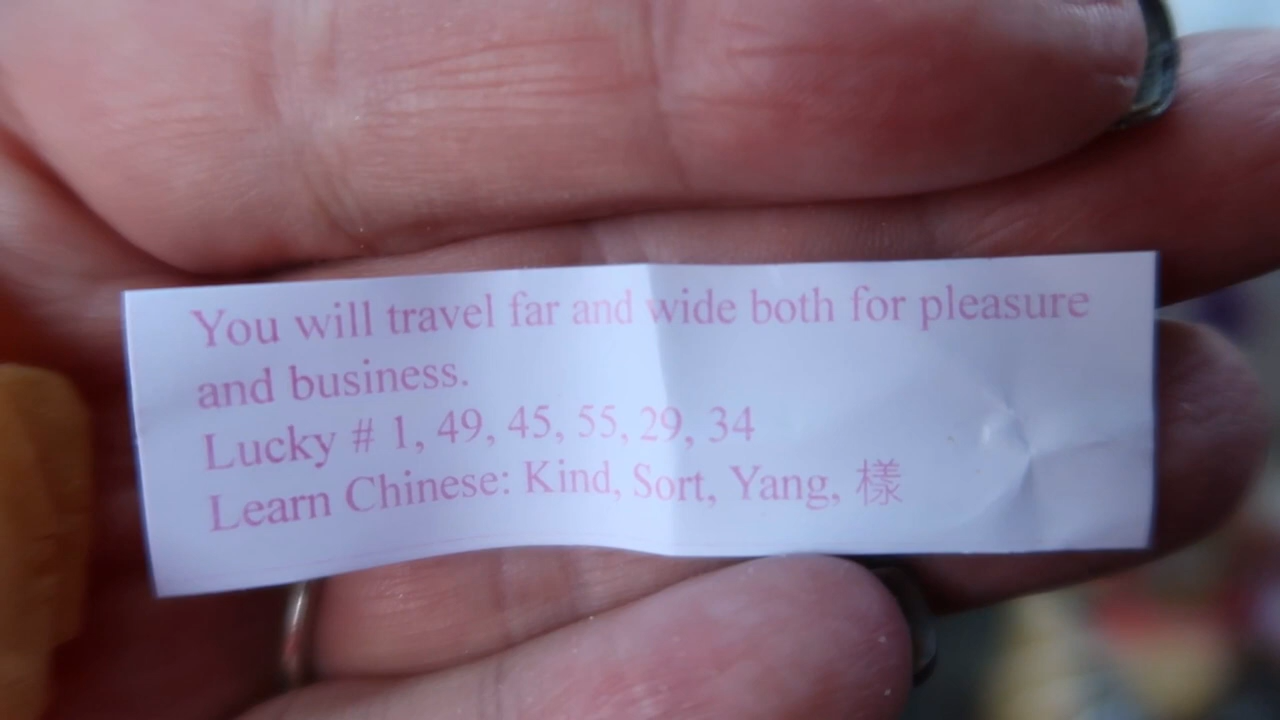 You will travel far and wide both for pleasure
and business.
Lucky # 1, 49, 45, 55, 29, 34
Learn Chinese: Kind, Sort, Yang, 樣